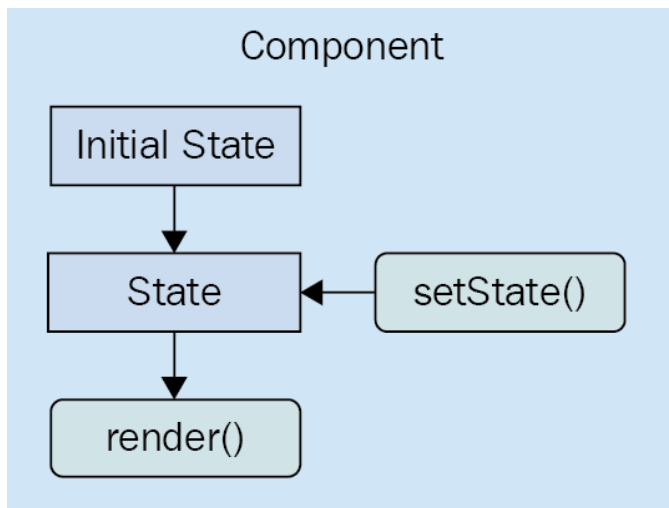 Component
Initial State
State
setState()
render()